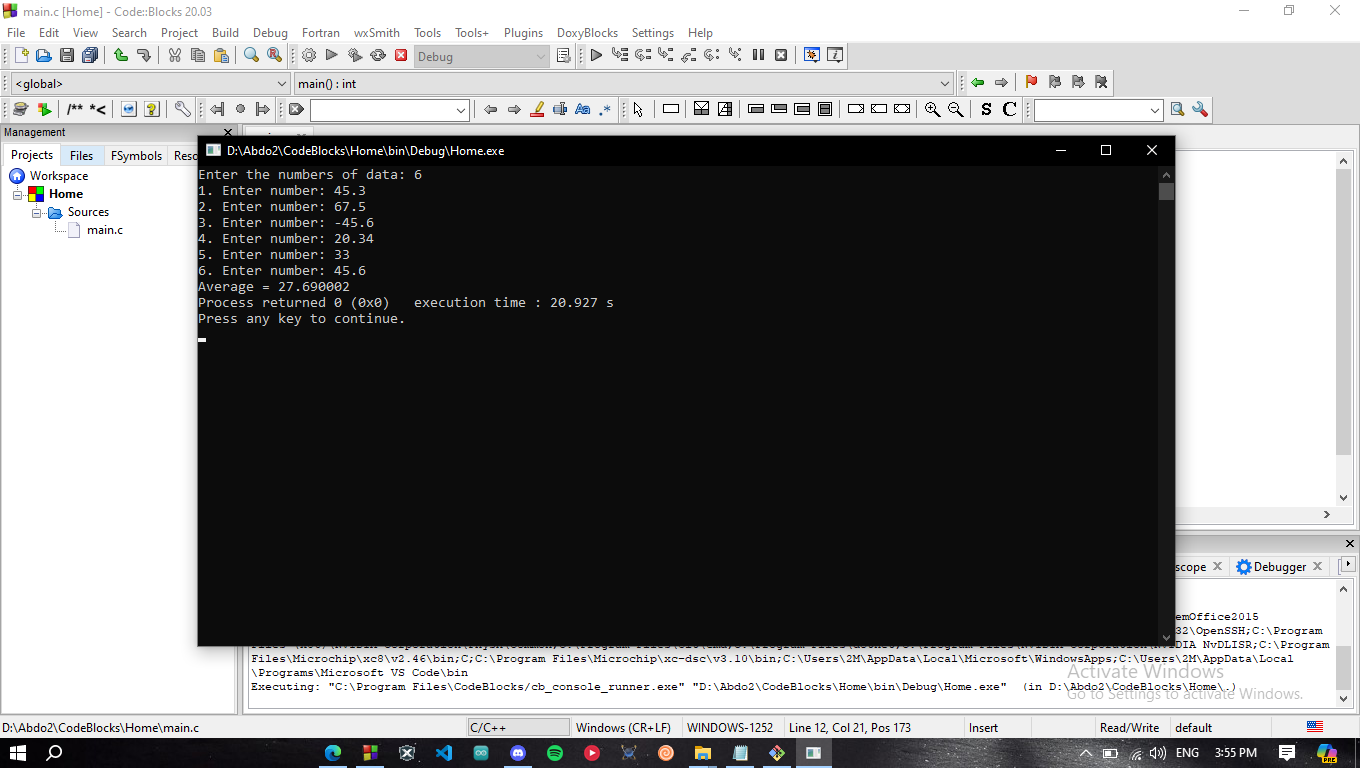 main.c [Home] - Code::Blocks 20.03
File Edit View Search Project Build Debug Fortran wxSmith Tools Tools+ Plugins DoxyBlocks Settings Help
Debug
<global> main() : int
/** *< Aa .* S C
Management
Projects Files FSymbols Reso
Workspace
Home
Sources
main.c
D:\Abdo2\CodeBlocks\Home\bin\Debug\Home.exe
Enter the numbers of data: 6
1. Enter number: 45.3
2. Enter number: 67.5
3. Enter number: -45.6
4. Enter number: 20.34
5. Enter number: 33
6. Enter number: 45.6
Average = 27.690002
Process returned 0 (0x0)   execution time : 20.927 s
Press any key to continue.
scope Debugger
emOffice2015
32\OpenSSH;C:\Program
NvDLISR;C:\Program
Files\Microchip\xc8\v2.46\bin;C;C:\Program Files\Microchip\xc-dsc\v3.10\bin;C:\Users\2M\AppData\Local\Microsoft\WindowsApps;C:\Users\2M\AppData\Local
\Programs\Microsoft VS Code\bin
Executing: "C:\Program Files\CodeBlocks/cb_console_runner.exe" "D:\Abdo2\CodeBlocks\Home\bin\Debug\Home.exe"  (in D:\Abdo2\CodeBlocks\Home\.)
Activate Windows
Go to Settings to activate Windows.
D:\Abdo2\CodeBlocks\Home\main.c C/C++ Windows (CR+LF) WINDOWS-1252 Line 12, Col 21, Pos 173 Insert Read/Write default
ENG 3:55 PM
PRE